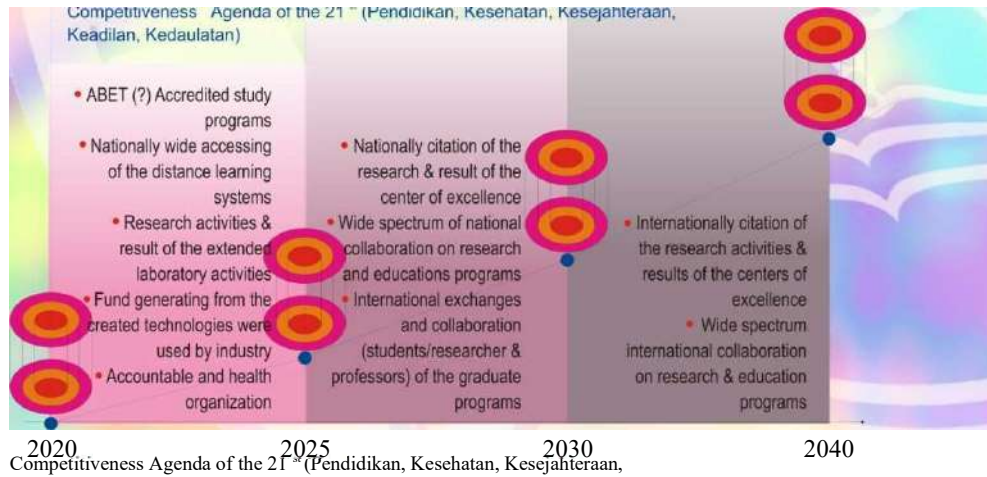 Competitiveness Agenda of the 21 st (Pendidikan, Kesehatan, Kesejahteraan,
Keadilan, Kedaulatan)
• ABET (?) Accredited study
programs
• Nationally wide accessing
of the distance learning
systems
• Research activities &
result of the extended
laboratory activities
• Fund generating from the
created technologies were
used by industry
• Accountable and health
organization
• Nationally citation of the
research & result of the
center of excellence
• Wide spectrum of national
collaboration on research
and educations programs
• International exchanges
and collaboration
(students/researcher &
professors) of the graduate
programs
• Internationally citation of
the research activities &
results of the centers of
excellence
• Wide spectrum
international collaboration
on research & education
programs
2020 2025 2030 2040
Competitiveness Agenda of the 21 st (Pendidikan, Kesehatan, Kesejahteraan,